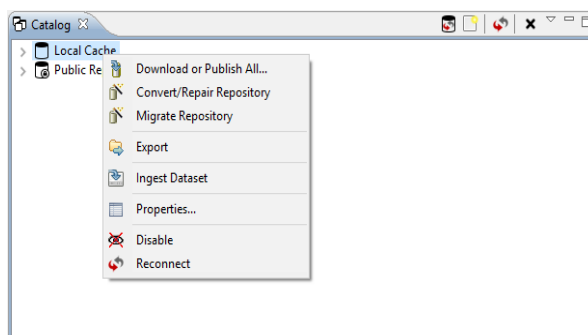 Catalog
Local Cache
Public Re
Download or Publish All...
Convert/Repair Repository
Migrate Repository
Export
Ingest Dataset
Properties...
Disable
Reconnect